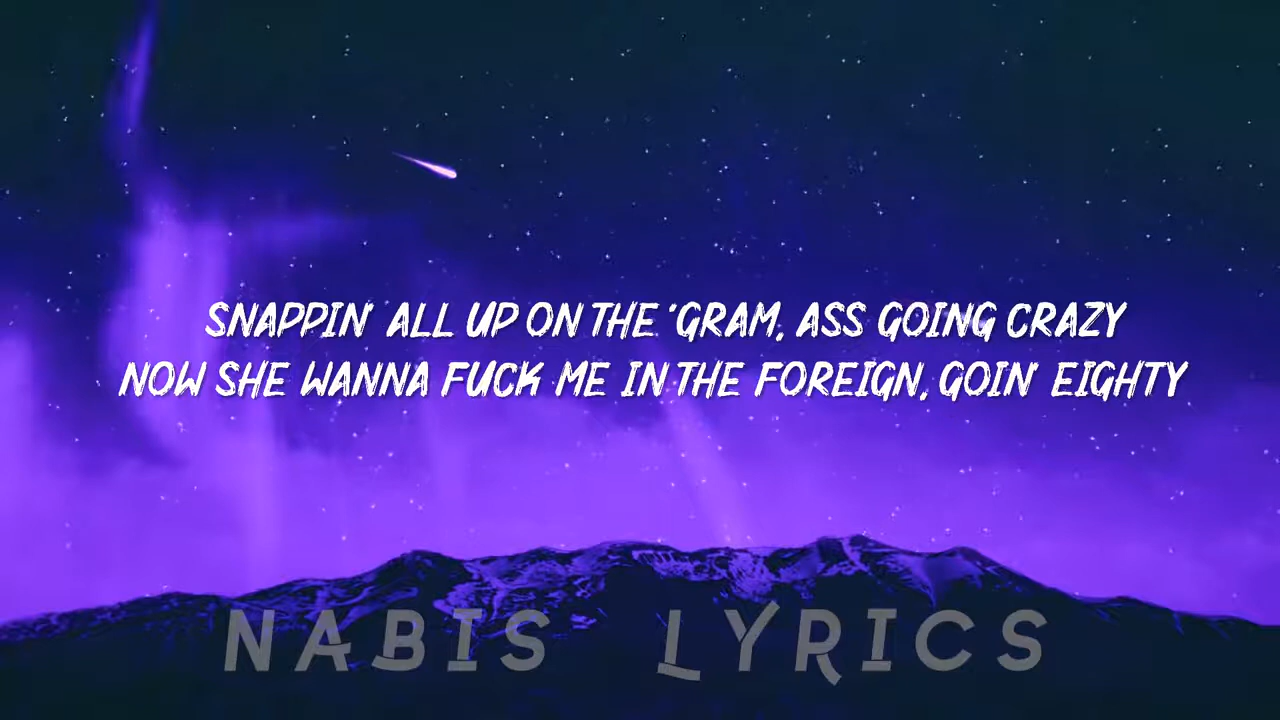 SNAPPIN' ALL UP ON THE 'GRAM, ASS GOING CRAZY
NOW SHE WANNA FUCK ME IN THE FOREIGN, GOIN' EIGHTY
NABIS LYRICS